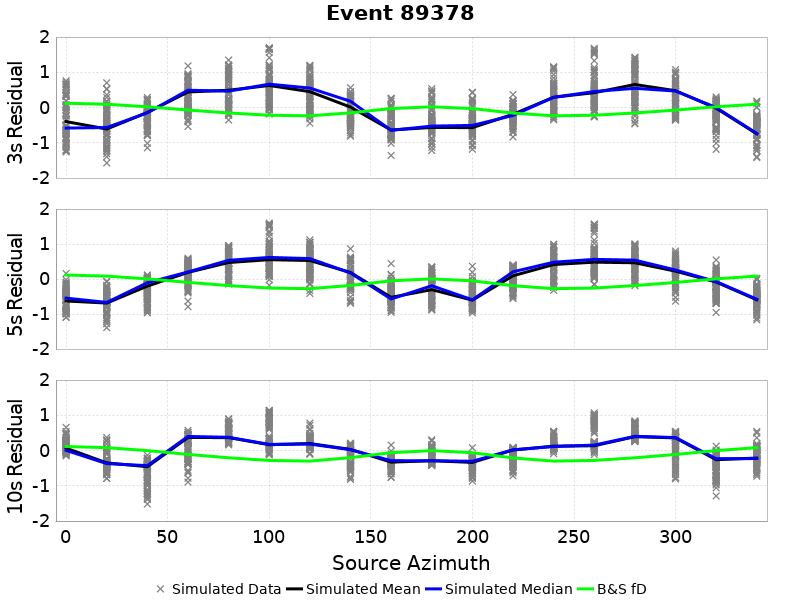 Event 89378
3s Residual
2
1
0
-1
-2
5s Residual
2
1
0
-1
-2
10s Residual
2
1
0
-1
-2
0 50 100 150 200 250 300
Source Azimuth
Simulated Data Simulated Mean Simulated Median B&S fD